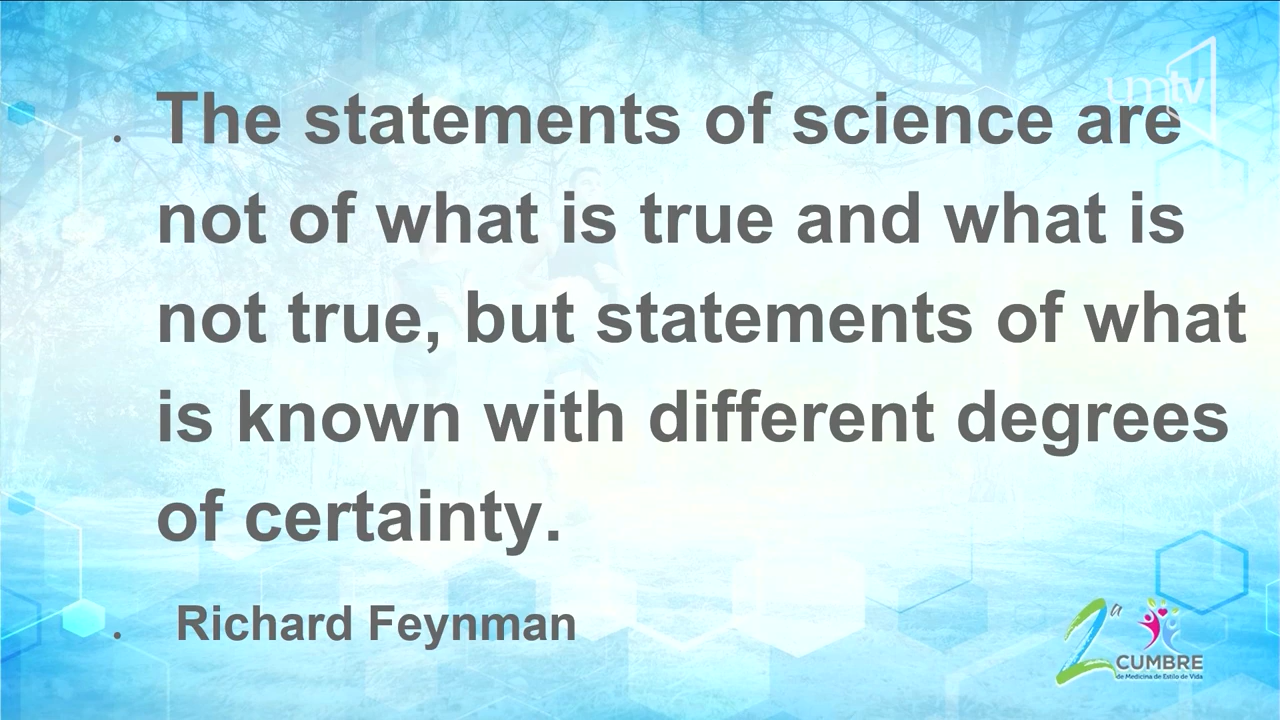 umtv
. The statements of science are
not of what is true and what is
not true, but statements of what
is known with different degrees
of certainty.
. Richard Feynman
2ª
CUMBRE
de Medicina de Estilo de Vida